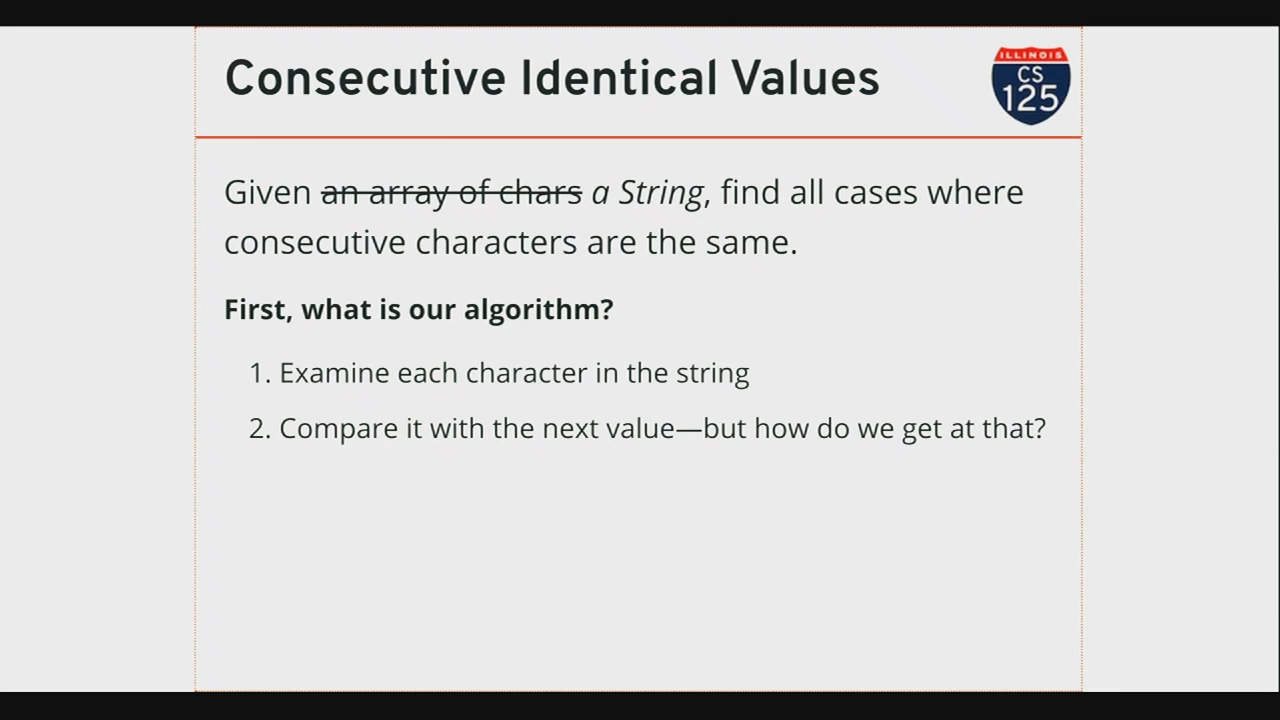 Consecutive Identical Values
ILLINOIS
CS
125
Given an array of chars a String, find all cases where
consecutive characters are the same.
First, what is our algorithm?
1. Examine each character in the string
2. Compare it with the next value—but how do we get at that?